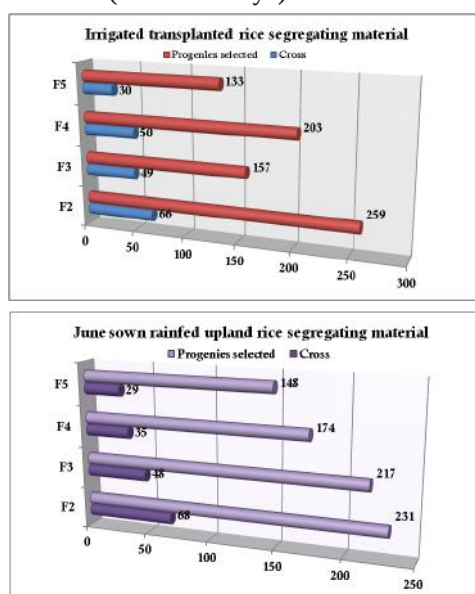 Irrigated transplanted rice segregating material
Progenies selected Cross
F5 133
30
F4 203
50
F3 157
49
F2 259
66
0 50 100 150 200 250 300
June sown rainfed upland rice segregating material
Progenies selected Cross
F5 148
29
F4 174
35
F3 217
48
F2 231
68
0 50 100 150 200 250